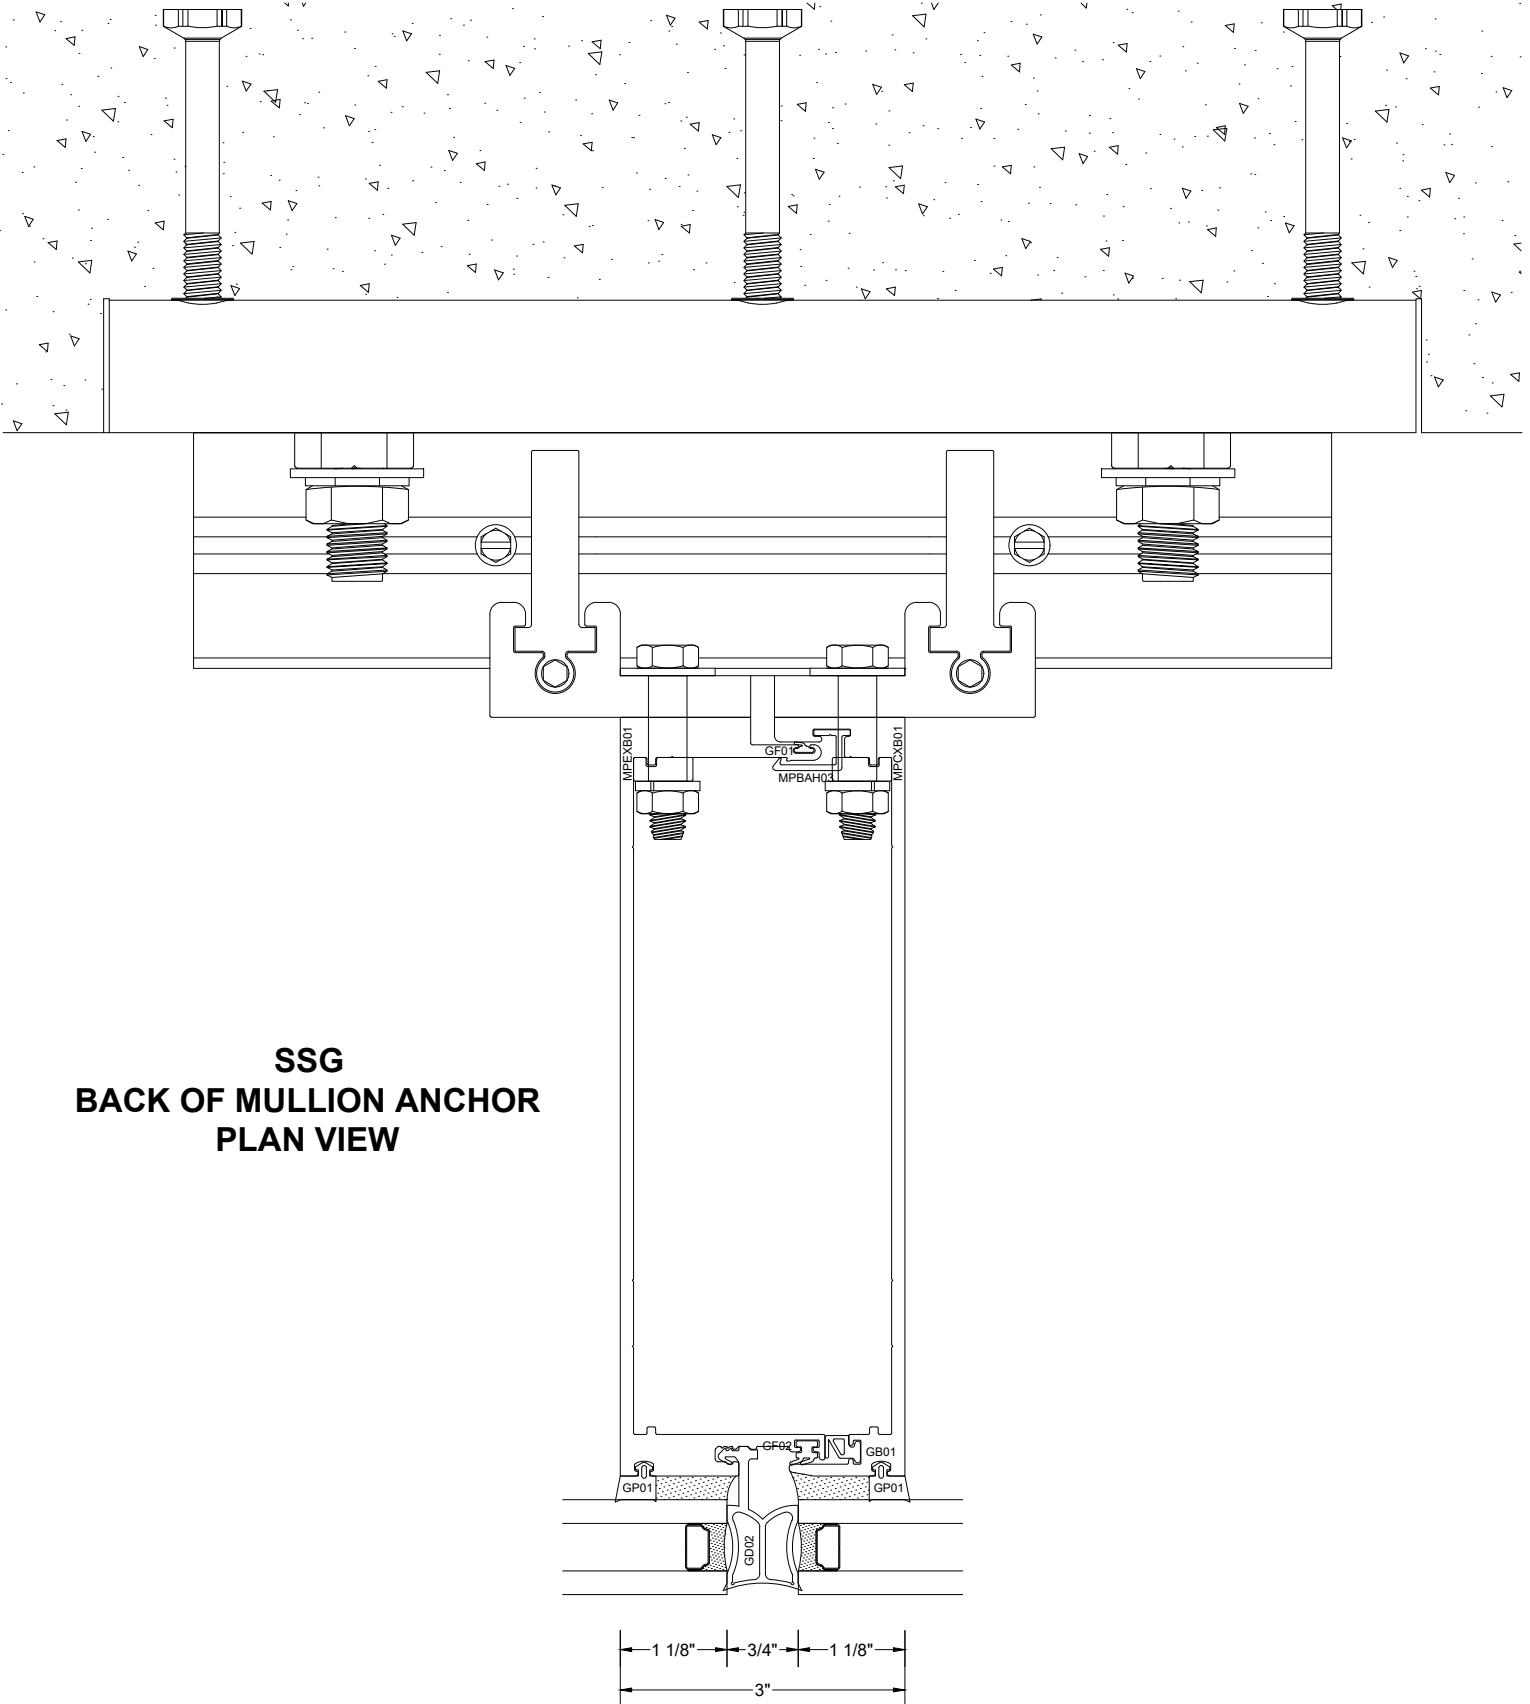 MPEXB01
MPCXB01
GF01
MPBAH03
SSG
BACK OF MULLION ANCHOR
PLAN VIEW
GF02
GB01
GP01
GP01
GD02
1 1/8"
3/4"
1 1/8"
3"